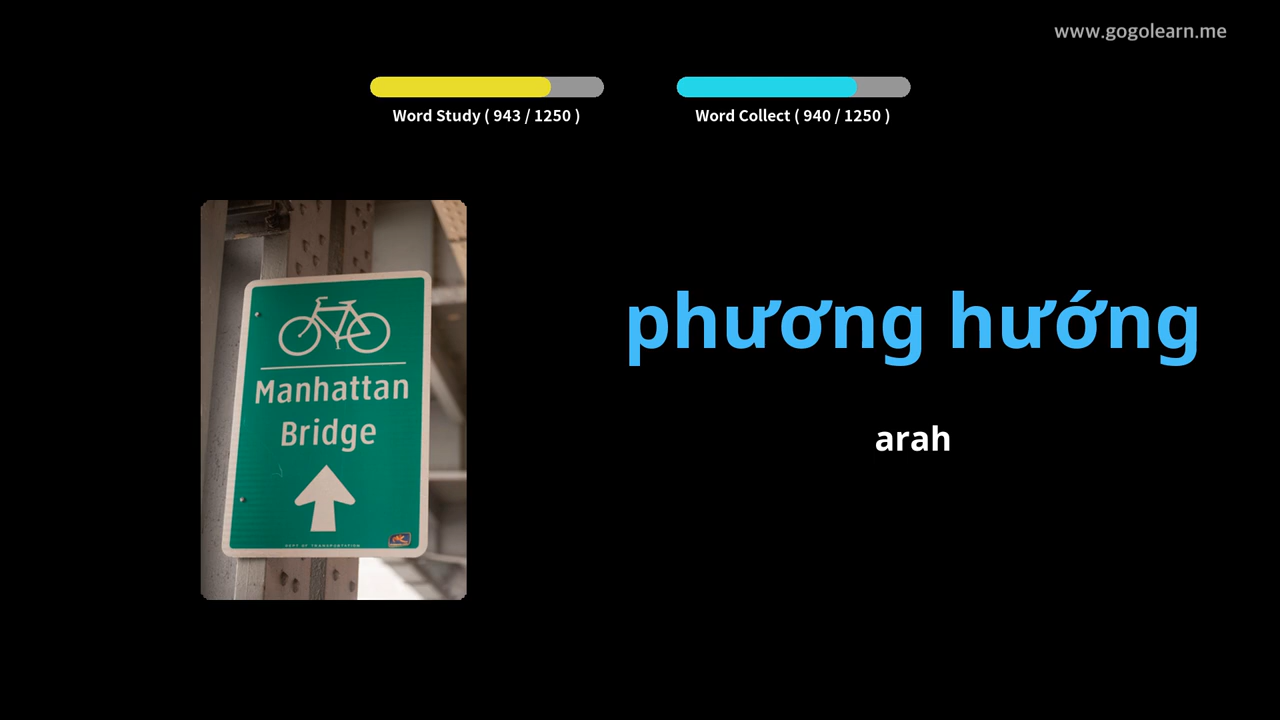 www.gogolearn.me
Word Study ( 943 / 1250 )
Word Collect ( 940 / 1250 )
Manhattan
Bridge
phương hướng
arah